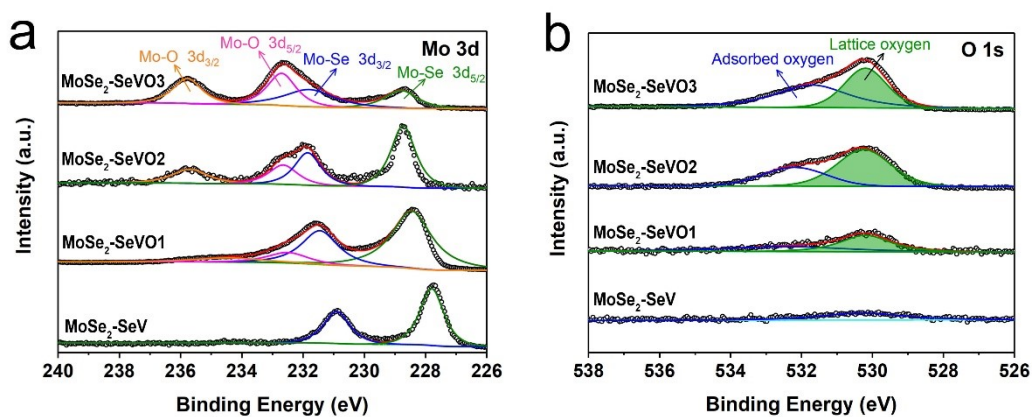 a
Mo 3d
Mo-O 3d5/2
Mo-O 3d3/2
Mo-Se 3d3/2
Mo-Se 3d5/2
MoSe2-SeVO3
MoSe2-SeVO2
MoSe2-SeVO1
MoSe2-SeV
Intensity (a.u.)
240 238 236 234 232 230 228 226
Binding Energy (eV)
b
O 1s
Lattice oxygen
Adsorbed oxygen
MoSe2-SeVO3
MoSe2-SeVO2
MoSe2-SeVO1
MoSe2-SeV
Intensity (a.u.)
538 536 534 532 530 528 526
Binding Energy (eV)